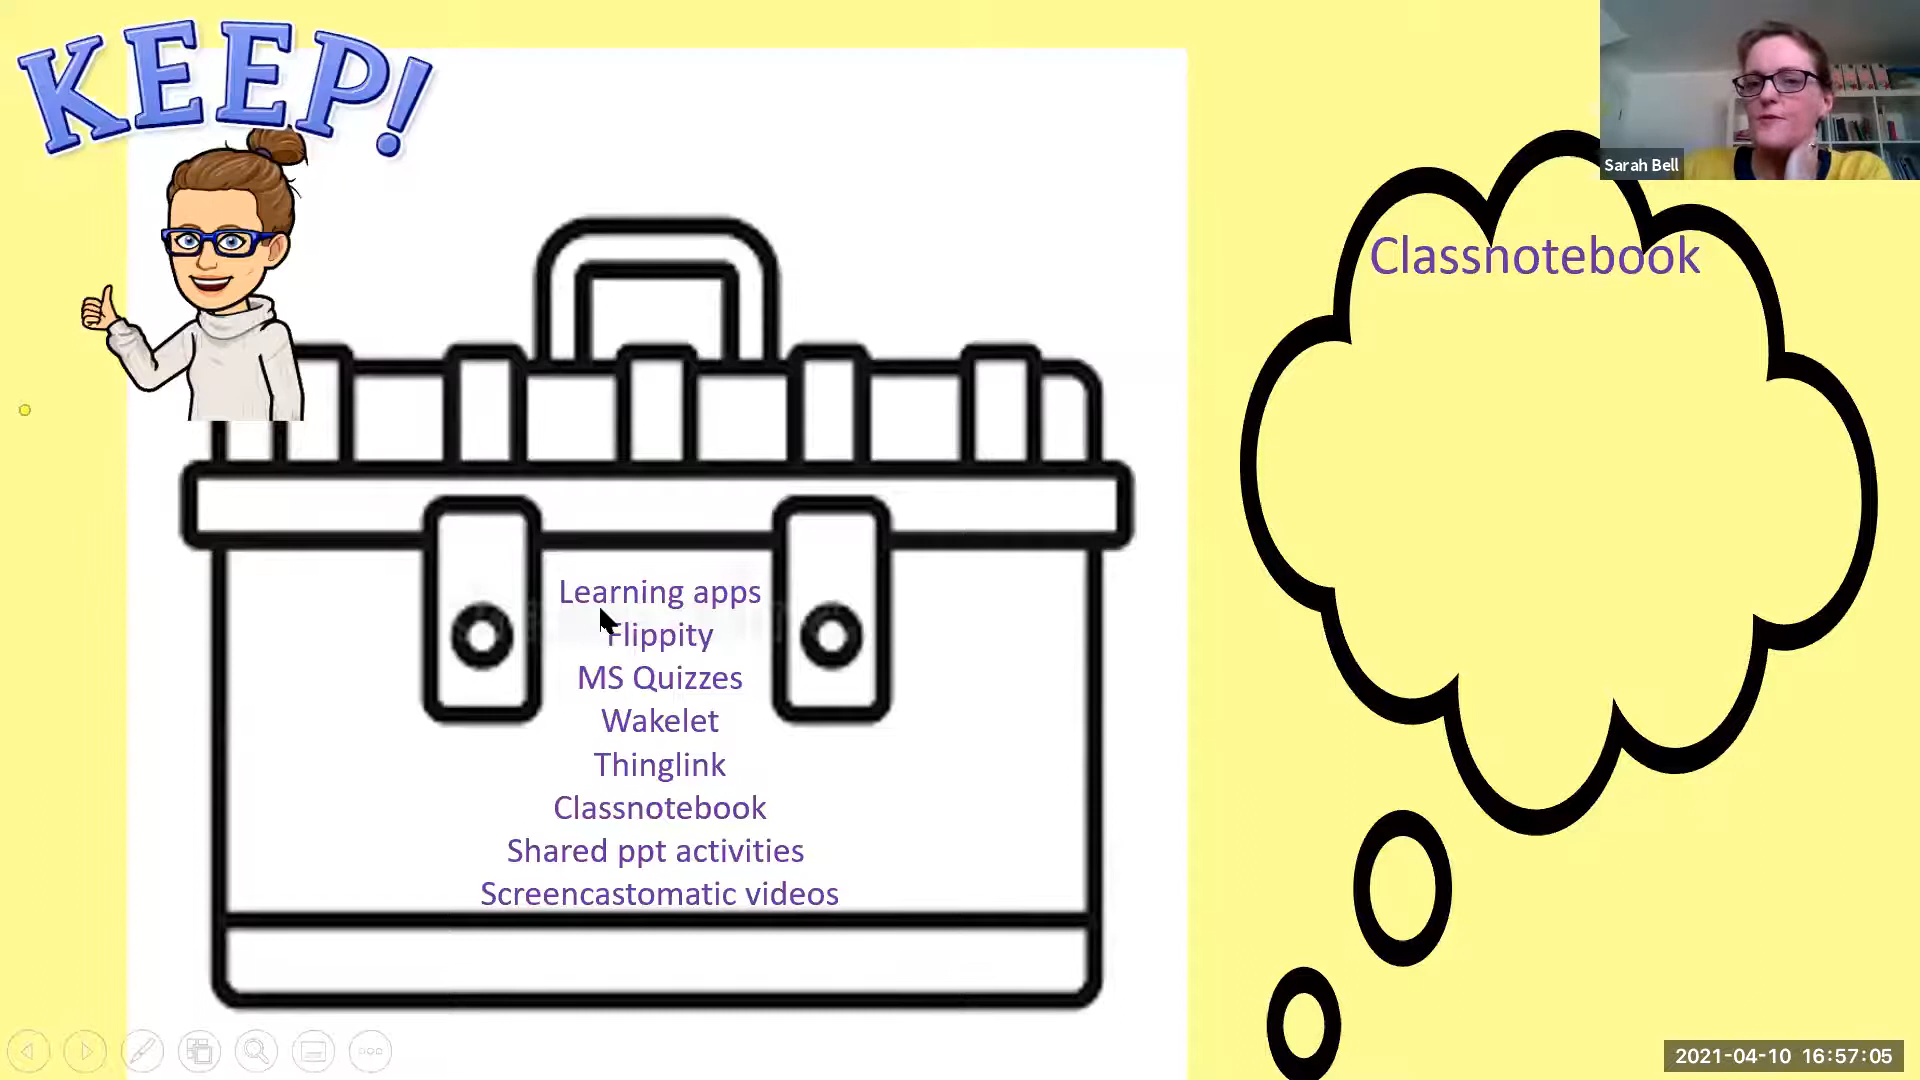 KEEP!
Sarah Bell
Classnotebook
Learning apps
Flippity
MS Quizzes
Wakelet
Thinglink
Classnotebook
Shared ppt activities
Screencastomatic videos
2021-04-10 16:57:05